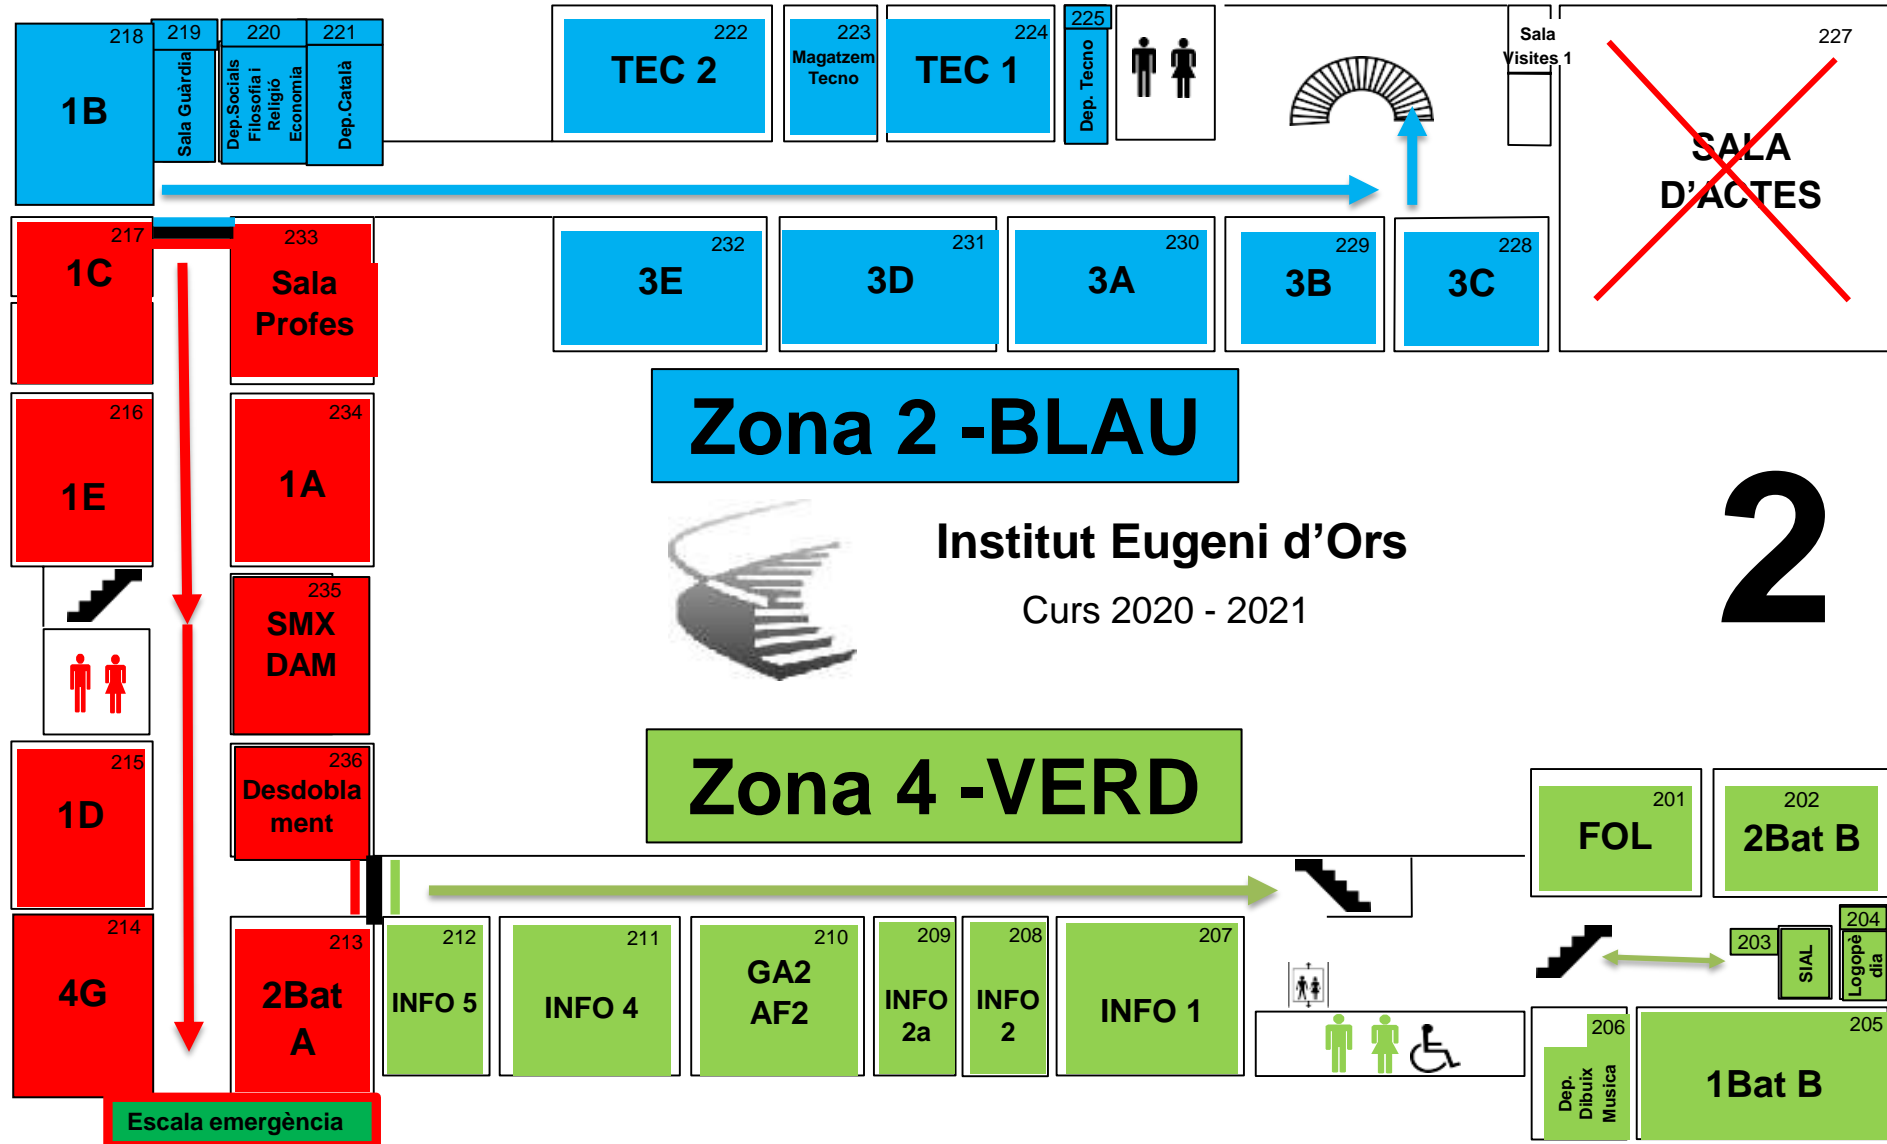 218
1B
219
Sala Guàrdia
220
Dep.Socials
Filosofia i
Religió
Economia
221
Dep.Català
222
TEC 2
223
Magatzem
Tecno
224
TEC 1
225
Dep. Tecno
Sala
Visites 1
227
SALA
D'ACTES
217
1C
233
Sala
Profes
232
3E
231
3D
230
3A
229
3B
228
3C
216
1E
234
1A
Zona 2 -BLAU
Institut Eugeni d'Ors
Curs 2020 - 2021
2
235
SMX
DAM
215
1D
236
Desdobla
ment
Zona 4 -VERD
201
FOL
202
2Bat B
214
4G
213
2Bat
A
212
INFO 5
211
INFO 4
210
GA2
AF2
209
INFO
2a
208
INFO
2
207
INFO 1
203
SIAL
204
Logopè
dia
206
Dep.
Dibuix
Musica
205
1Bat B
Escala emergència